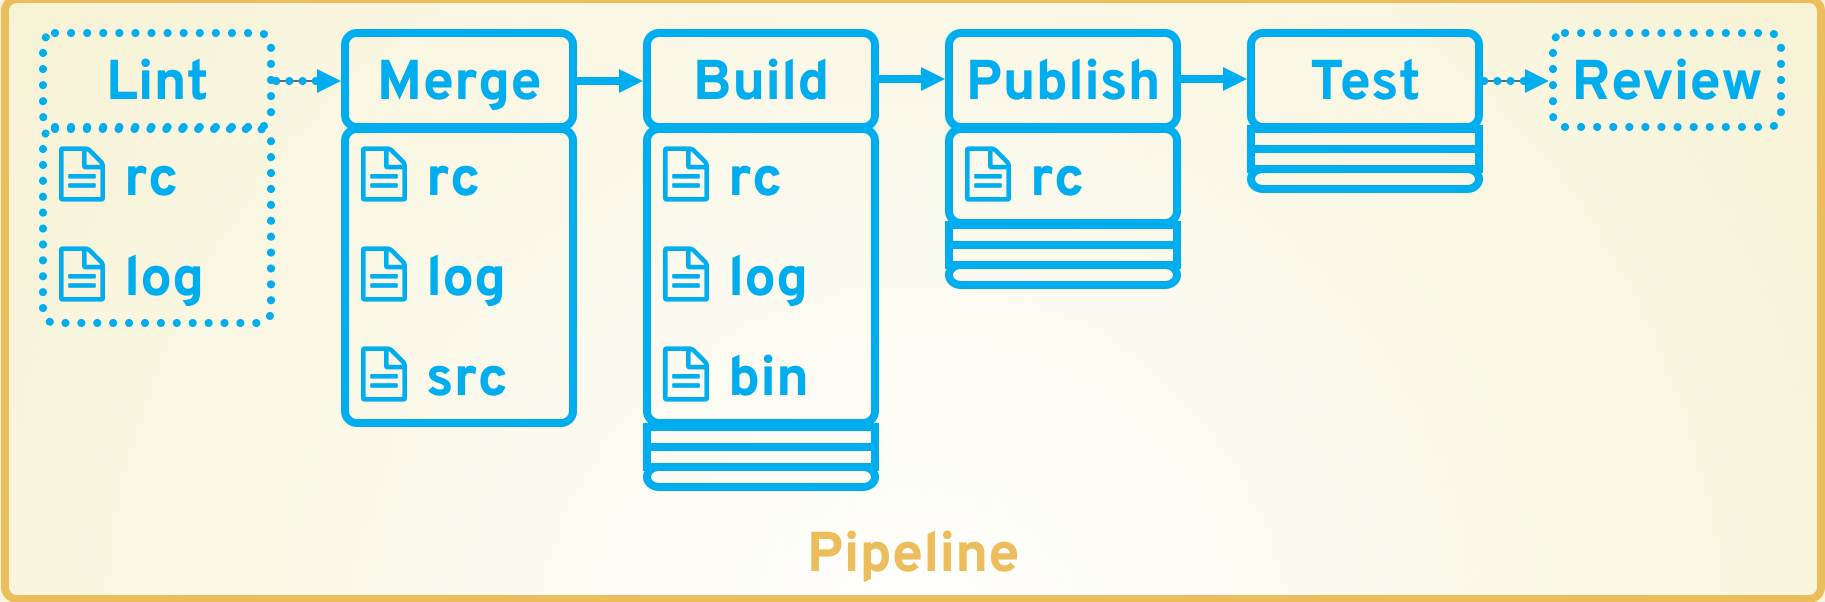 Lint
Merge
Build
Publish
Test
Review
rc
rc
rc
rc
log
log
log
src
bin
Pipeline